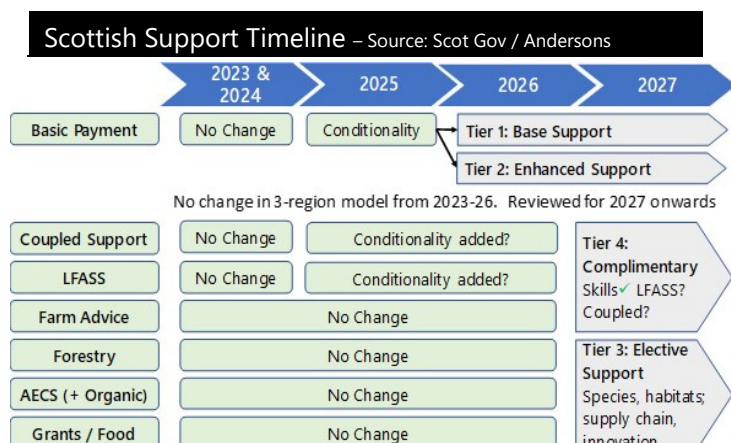 Scottish Support Timeline – Source: Scot Gov / Andersons
2023 &
2024
2025
2026
2027
Basic Payment
No Change
Conditionality
Tier 1: Base Support
Tier 2: Enhanced Support
No change in 3-region model from 2023-26. Reviewed for 2027 onwards
Coupled Support
No Change
Conditionality added?
LFASS
No Change
Conditionality added?
Tier 4:
Complimentary
Skills✓ LFASS?
Coupled?
Farm Advice
No Change
Forestry
No Change
AECS (+ Organic)
No Change
Grants / Food
No Change
Tier 3: Elective
Support
Species, habitats;
supply chain,
innovation